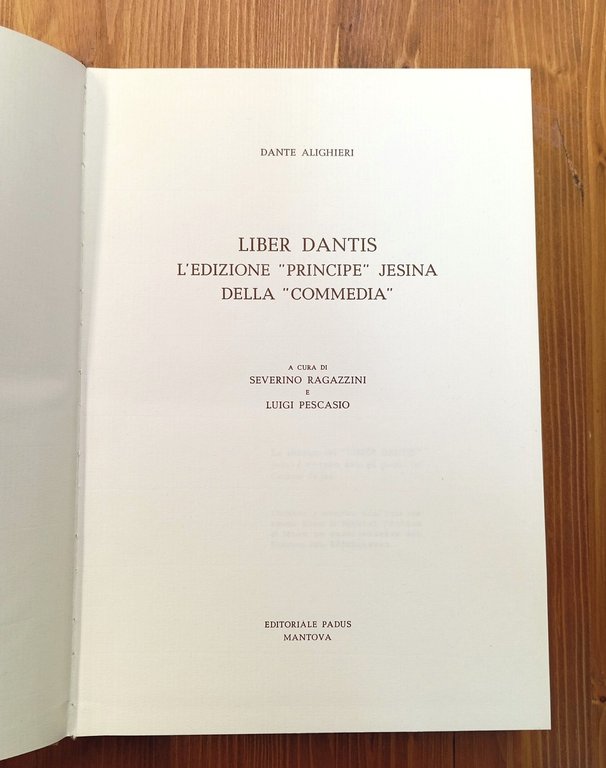 DANTE ALIGHIERI
LIBER DANTIS
L'EDIZIONE "PRINCIPE" JESINA
DELLA "COMMEDIA"
A CURA DI
SEVERINO RAGAZZINI
E
LUIGI PESCASIO
EDITORIALE PADUS
MANTOVA